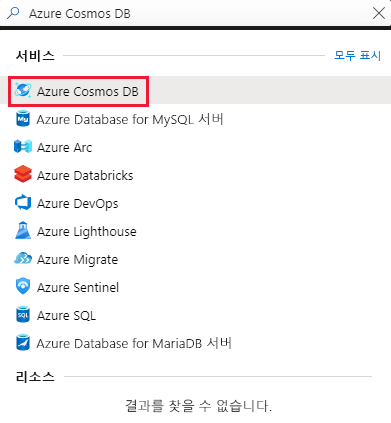 Azure Cosmos DB
서비스 모두 표시
Azure Cosmos DB
Azure Database for MySQL 서버
Azure Arc
Azure Databricks
Azure DevOps
Azure Lighthouse
Azure Migrate
Azure Sentinel
Azure SQL
Azure Database for MariaDB 서버
리소스
결과를 찾을 수 없습니다.